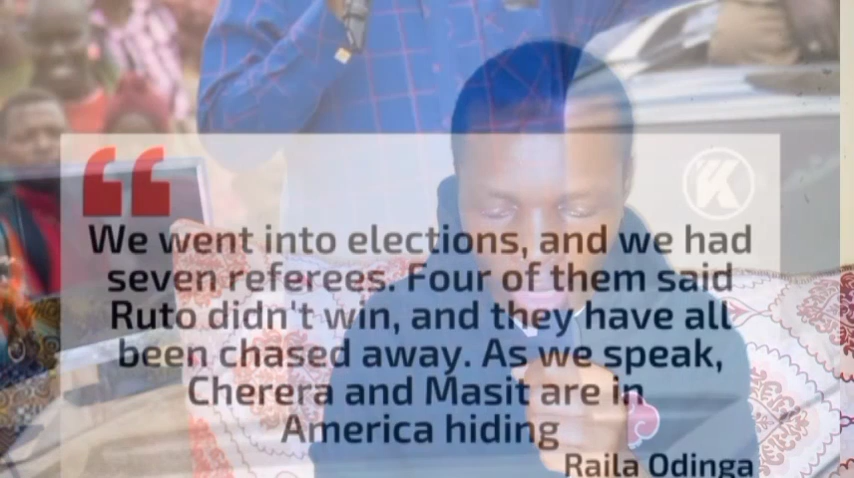 We went into elections, and we had
seven referees. Four of them said
Ruto didn't win, and they have all
been chased away. As we speak,
Cherera and Masit are in
America hiding
Raila Odinga